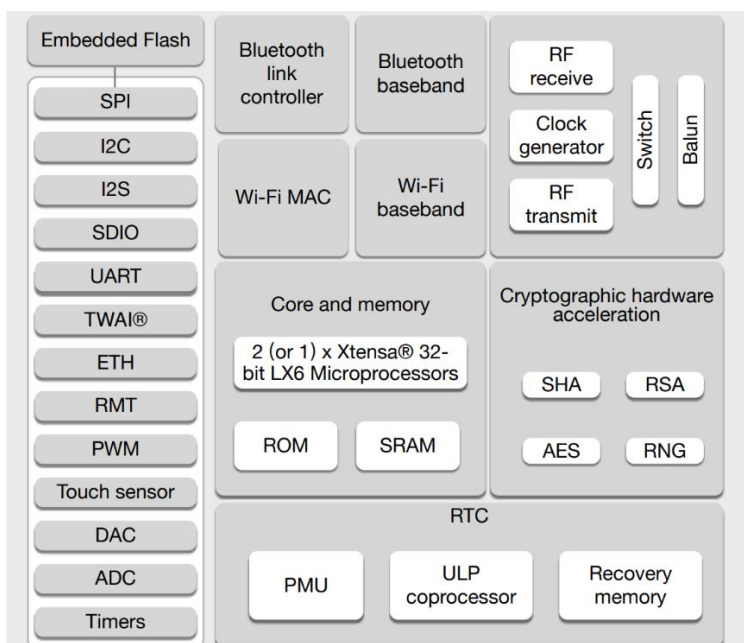 Embedded Flash
SPI
I2C
I2S
SDIO
UART
TWAI®
ETH
RMT
PWM
Touch sensor
DAC
ADC
Timers
Bluetooth
link
controller
Bluetooth
baseband
Wi-Fi MAC
Wi-Fi
baseband
RF
receive
Clock
generator
RF
transmit
Switch
Balun
Core and memory
2 (or 1) x Xtensa® 32-
bit LX6 Microprocessors
ROM
SRAM
Cryptographic hardware
acceleration
SHA
RSA
AES
RNG
RTC
PMU
ULP
coprocessor
Recovery
memory